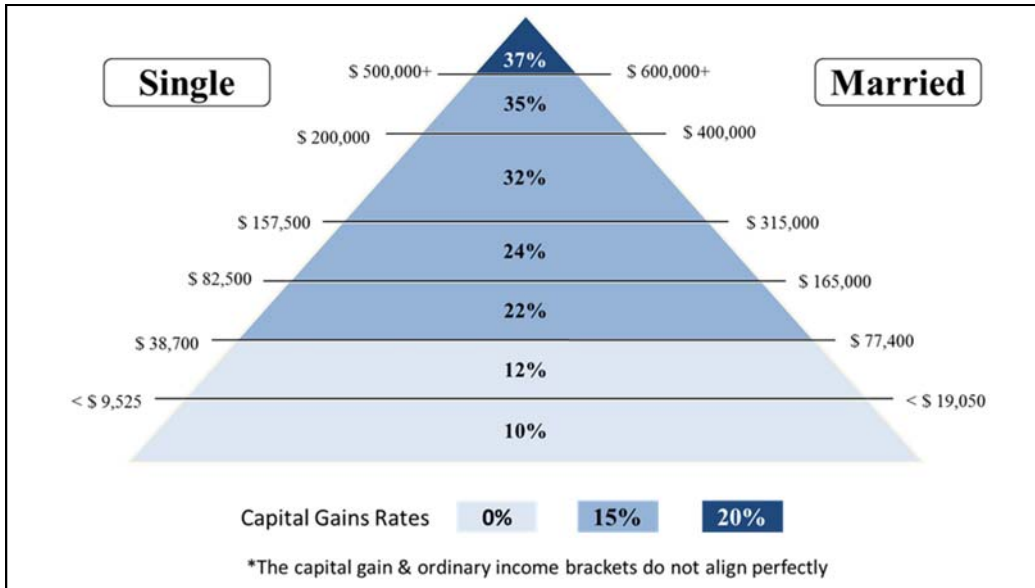 37%
Single
$ 500,000+
$ 600,000+
Married
35%
$ 200,000
$ 400,000
32%
$ 157,500
$ 315,000
24%
$ 82,500
$ 165,000
22%
$ 38,700
$ 77,400
12%
< $ 9,525
< $ 19,050
10%
Capital Gains Rates 0% 15% 20%
*The capital gain & ordinary income brackets do not align perfectly